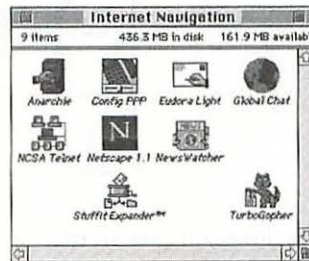 Internet Navigation
9 items 436.3 MB in disk 161.9 MB availab
Anarchie Config PPP Eudora Light Global Chat
NCSA Telnet Netscape 1.1 NewsWatcher
N
StuffIt Expander™ TurboGopher